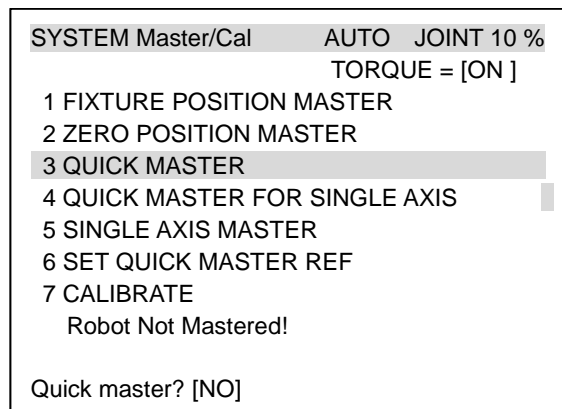 SYSTEM Master/Cal AUTO JOINT 10 %
TORQUE = [ON ]
1 FIXTURE POSITION MASTER
2 ZERO POSITION MASTER
3 QUICK MASTER
4 QUICK MASTER FOR SINGLE AXIS
5 SINGLE AXIS MASTER
6 SET QUICK MASTER REF
7 CALIBRATE
Robot Not Mastered!
Quick master? [NO]